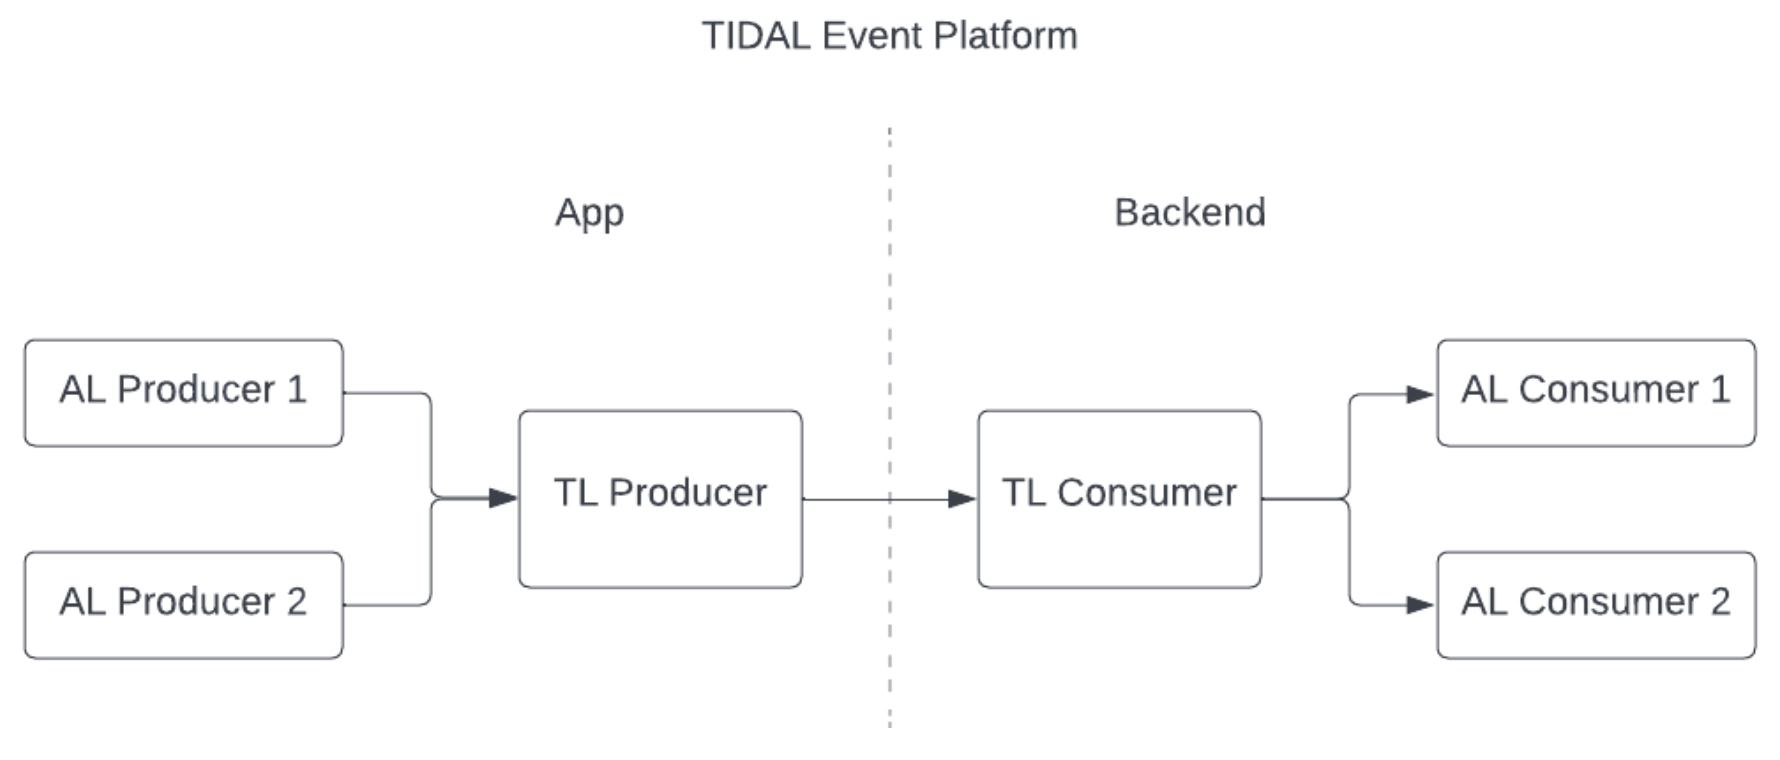 TIDAL Event Platform
App
Backend
AL Producer 1
AL Producer 2
TL Producer
TL Consumer
AL Consumer 1
AL Consumer 2